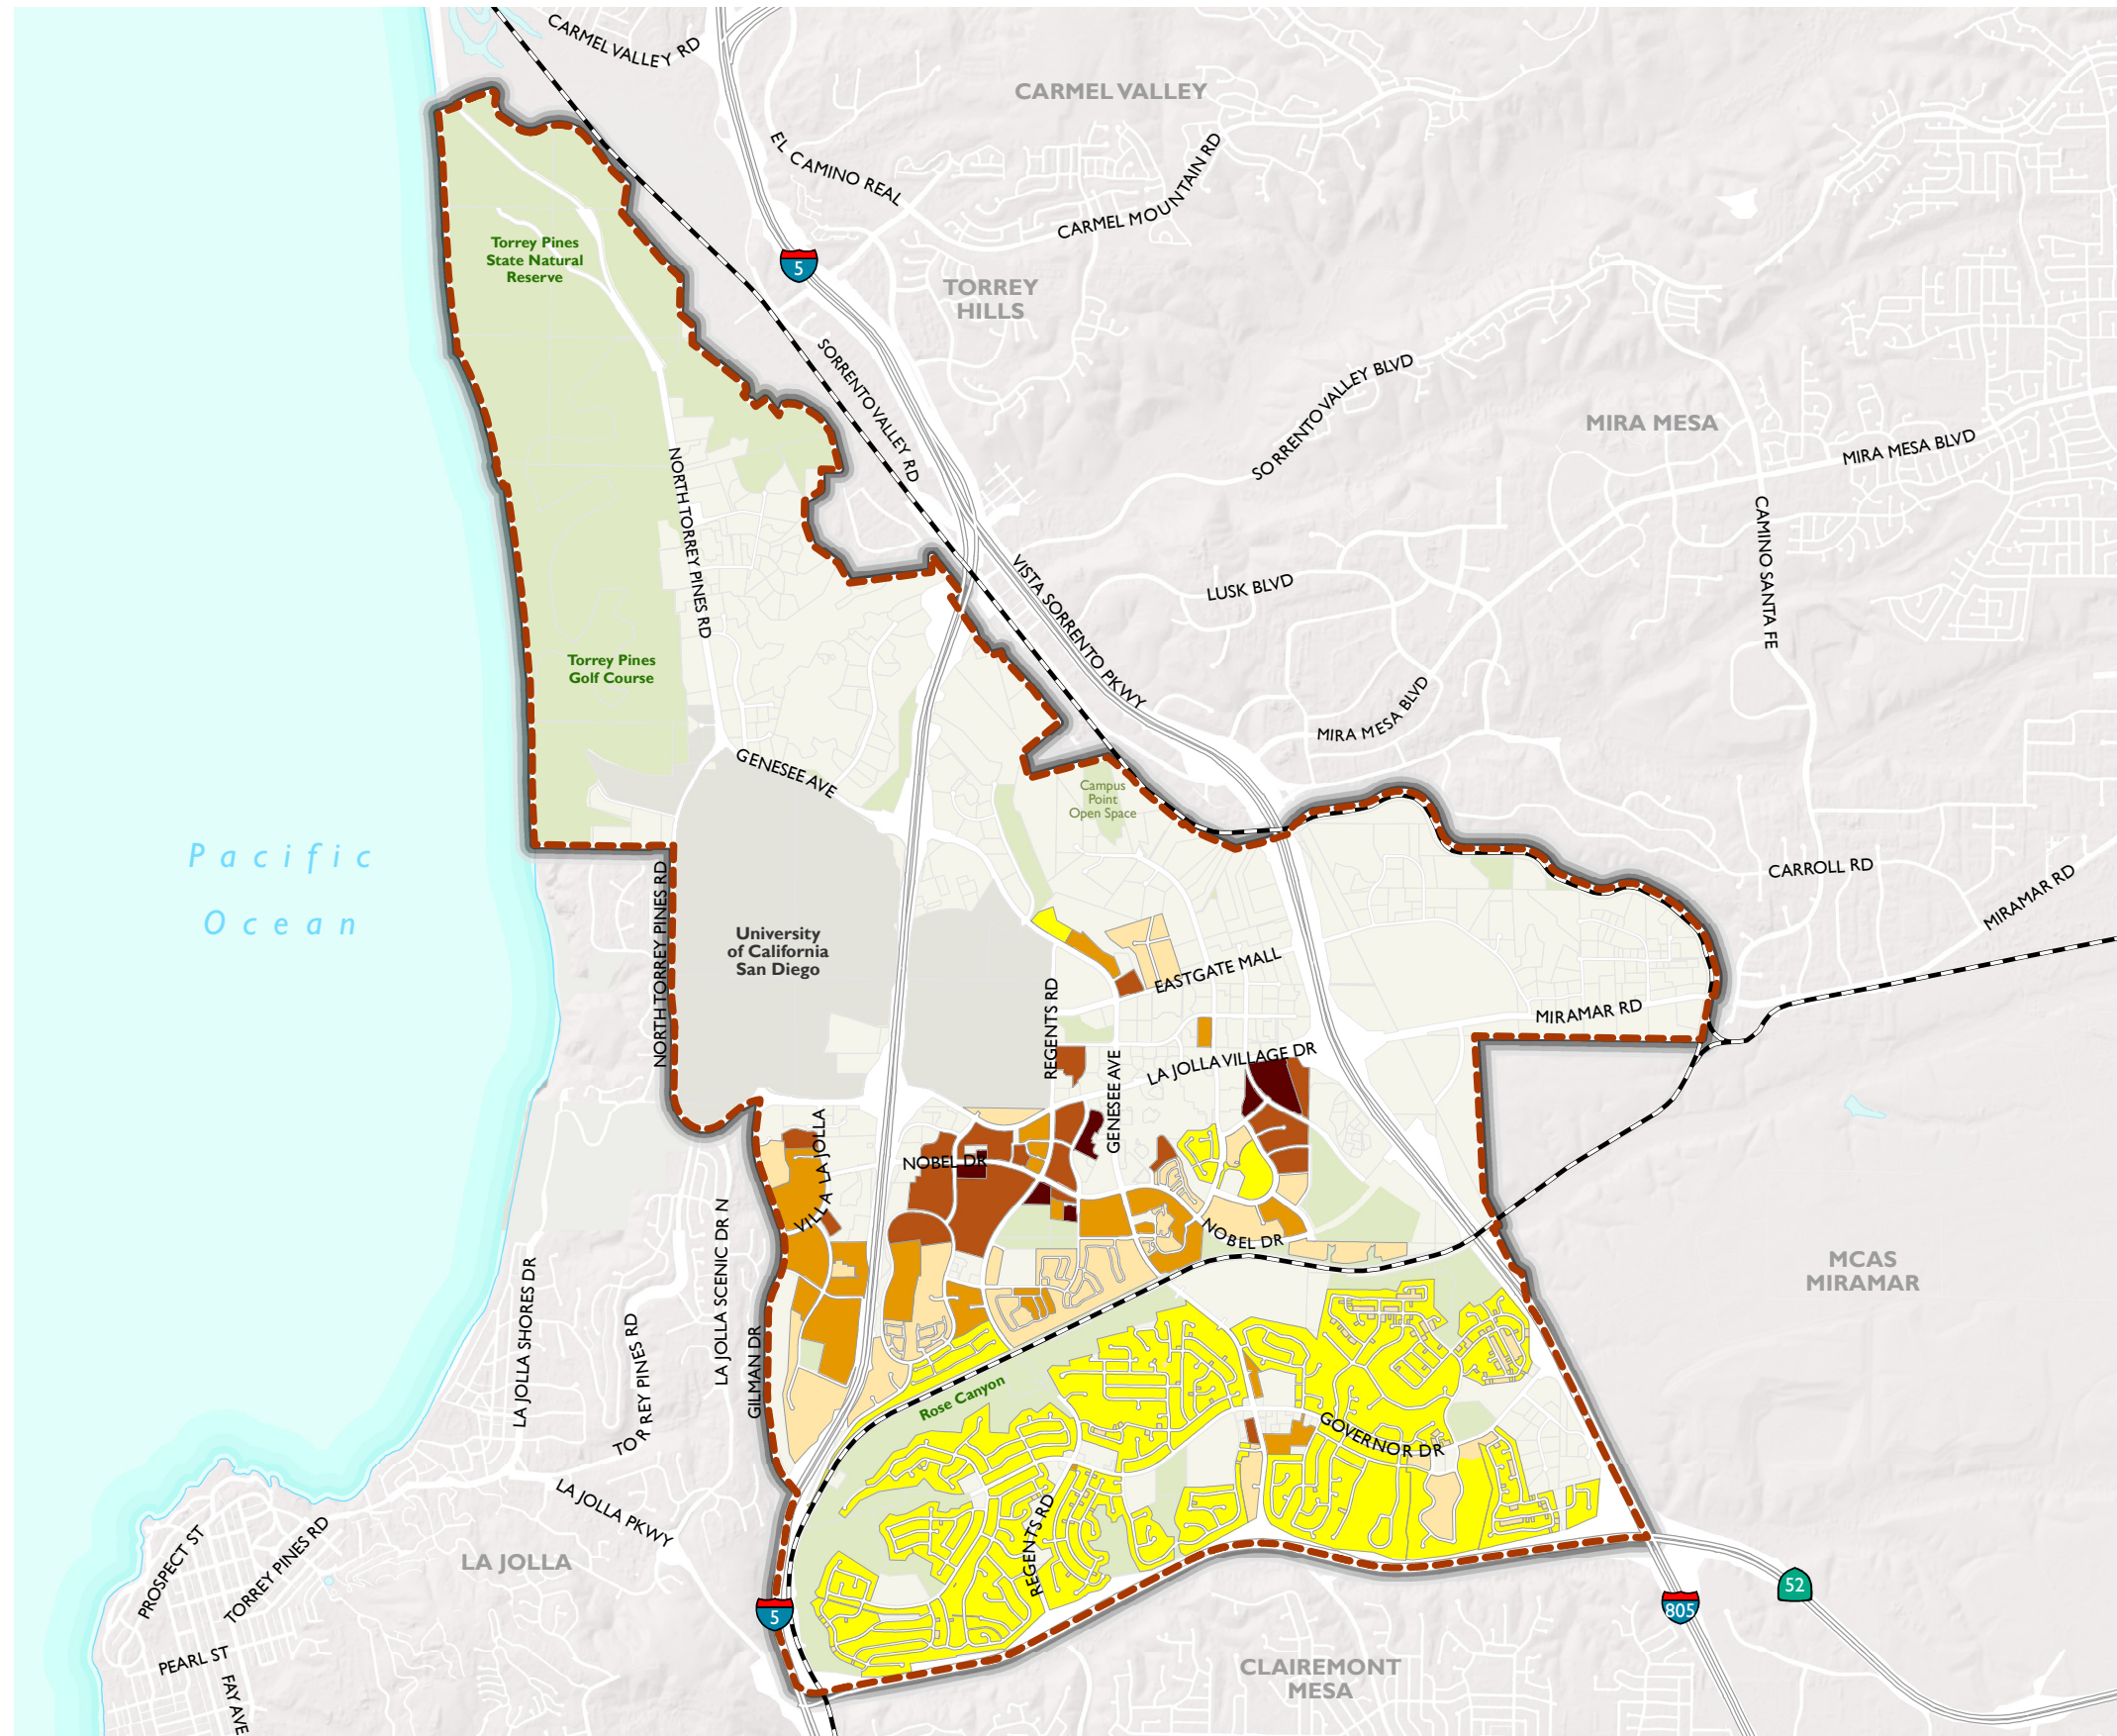 CARMEL VALLEY RD
CARMEL VALLEY
EL CAMINO REAL
CARMEL MOUNTAIN RD
Torrey Pines
State Natural
Reserve
5
TORREY
HILLS
SORRENTO VALLEY RD
SORRENTO VALLEY BLVD
MIRA MESA
MIRA MESA BLVD
NORTH TORREY PINES RD
CAMINO SANTA FE
VISTA SORRENTO PKWY
LUSK BLVD
Torrey Pines
Golf Course
MIRA MESA BLVD
GENESEE AVE
Campus
Point
Open Space
Pacific
Ocean
CARROLL RD
MIRAMAR RD
NORTH TORREY PINES RD
University
of California
San Diego
EASTGATE MALL
REGENTS RD
MIRAMAR RD
LA JOLLA VILLAGE DR
GENESEE AVE
VILLA LA JOLLA
NOBEL DR
NOBEL DR
LA JOLLA SCENIC DR N
LA JOLLA SHORES DR
MCAS
MIRAMAR
TORREY PINES RD
GILMAN DR
Rose Canyon
GOVERNOR DR
LA JOLLA PKWY
REGENTS RD
PROSPECT ST
TORREY PINES RD
LA JOLLA
5
805
52
PEARL ST
FAY AVE
CLAIREMONT
MESA